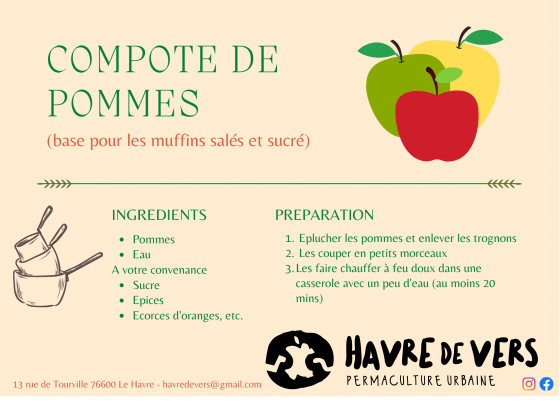 COMPOTE DE
POMMES
(base pour les muffins salés et sucré)
INGREDIENTS
• Pommes
• Eau
A votre convenance
• Sucre
• Epices
• Ecorces d'oranges, etc.
PREPARATION
1. Eplucher les pommes et enlever les trognons
2. Les couper en petits morceaux
3. Les faire chauffer à feu doux dans une
casserole avec un peu d'eau (au moins 20
mins)
HAVRE DE VERS
PERMACULTURE URBAINE
13 rue de Tourville 76600 Le Havre - havredevers@gmail.com